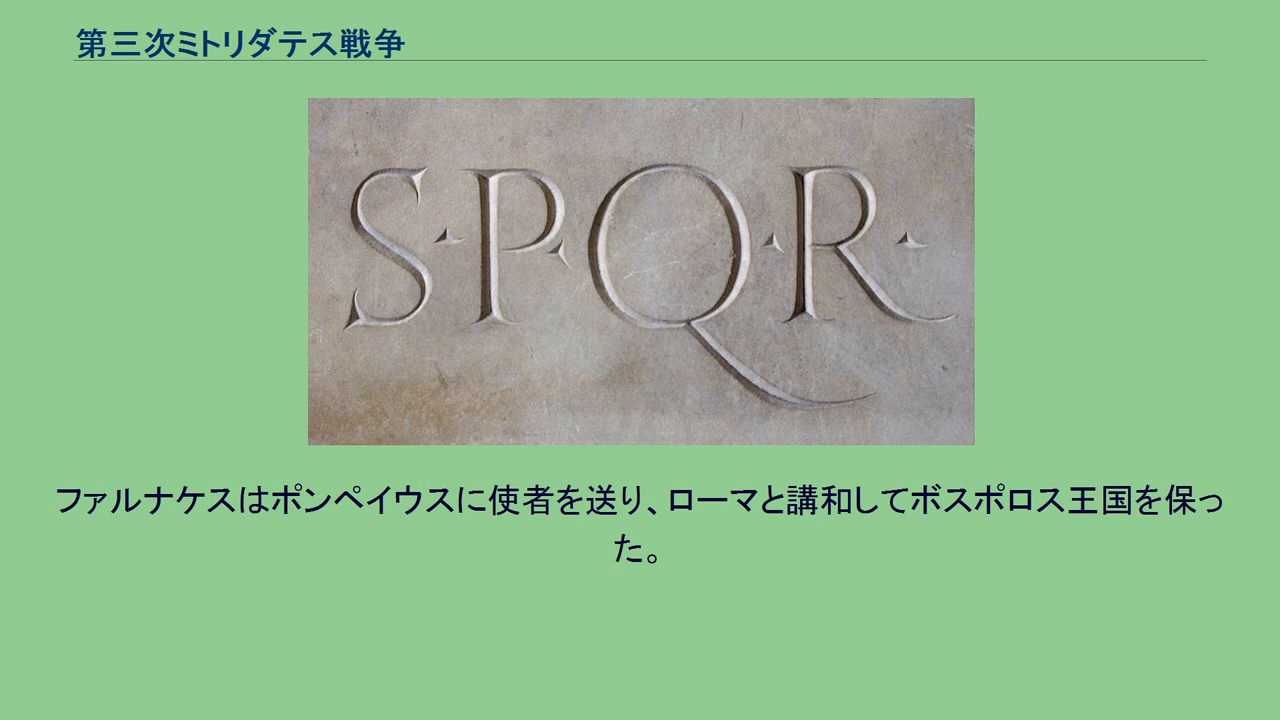 第三次ミトリダテス戦争
S·P·Q·R·
ファルナケスはポンペイウスに使者を送り、ローマと講和してボスポロス王国を保っ
た。